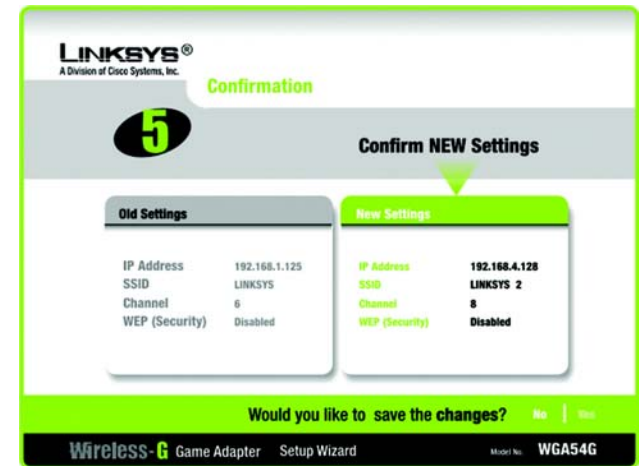 LINKSYS®
A Division of Cisco Systems, Inc.
Confirmation
5
Confirm NEW Settings
Old Settings
IP Address 192.168.1.125
SSID LINKSYS
Channel 6
WEP (Security) Disabled
New Settings
IP Address 192.168.4.128
SSID LINKSYS 2
Channel 8
WEP (Security) Disabled
Would you like to save the changes? No | Yes
Wireless-G Game Adapter Setup Wizard Model No. WGA54G